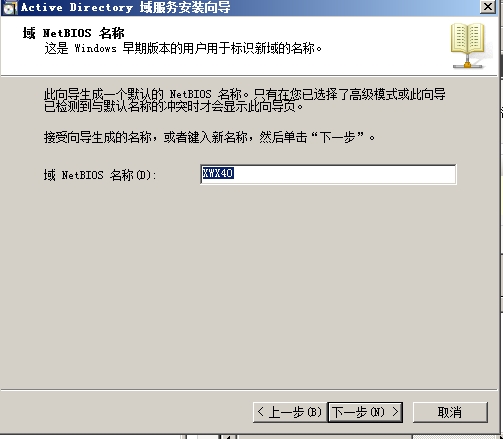 Active Directory 域服务安装向导
域 NetBIOS 名称
这是 Windows 早期版本的用户用于标识新域的名称。
此向导生成一个默认的 NetBIOS 名称。只有在您已选择了高级模式或此向导
已检测到与默认名称的冲突时才会显示此向导页。
接受向导生成的名称，或者键入新名称，然后单击“下一步”。
域 NetBIOS 名称(D):
XWX40
< 上一步(B)
下一步(N) >
取消